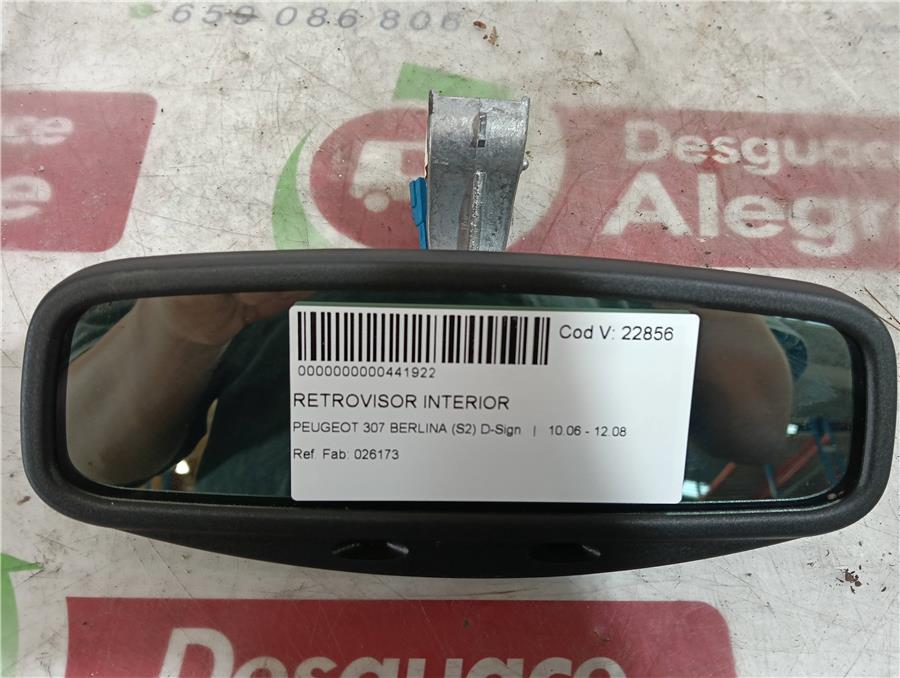 659 086 806
Desguace
Alegre
Cod V: 22856
0000000000441922
RETROVISOR INTERIOR
PEUGEOT 307 BERLINA (S2) D-Sign | 10.06 - 12.08
Ref. Fab: 026173
Desguace